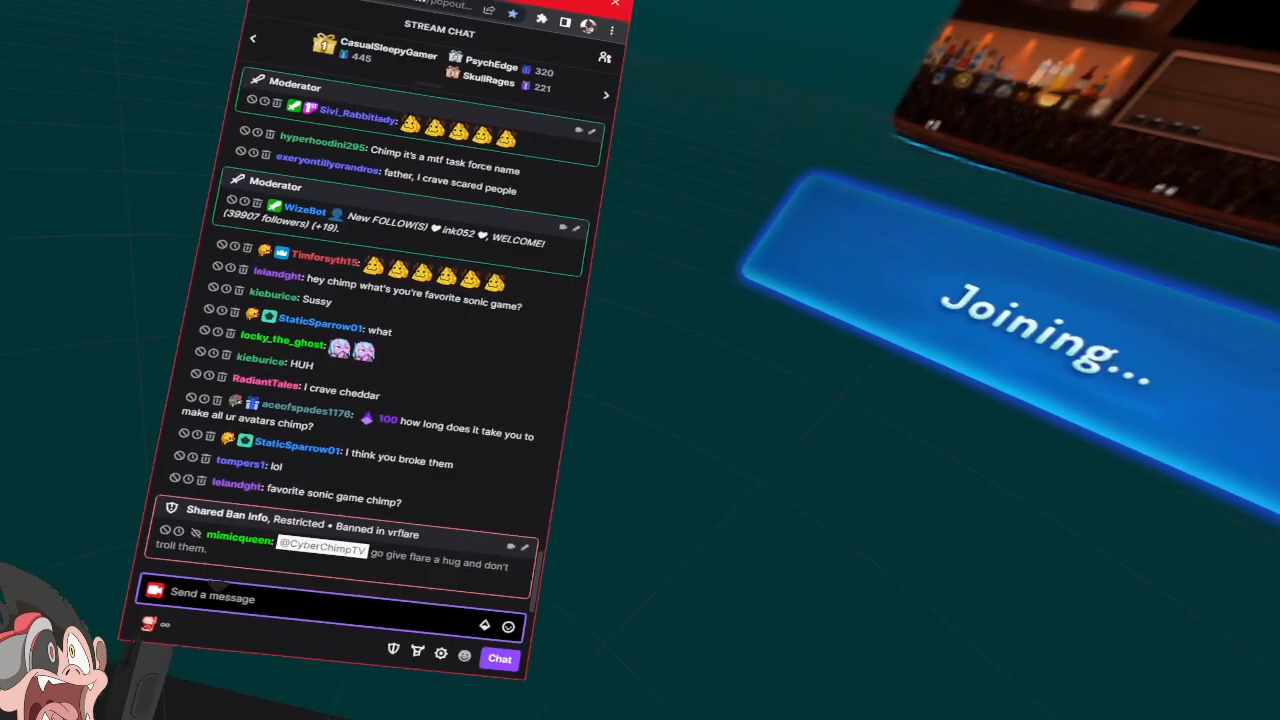 /popout...
STREAM CHAT
1 CasualSleepyGamer
445
PsychEdge 320
SkullRages 221
Moderator
Sivi_Rabbitlady:
hyperhoodini295: Chimp it's a mtf task force name
exeryontillyorandros: father, I crave scared people
Moderator
WizeBot New FOLLOW(S) ink052, WELCOME!
(39907 followers) (+19).
Timforsyth15:
lelandght: hey chimp what's you're favorite sonic game?
kieburice: Sussy
StaticSparrow01: what
locky_the_ghost:
kieburice: HUH
RadiantTales: I crave cheddar
aceofspades1176: 100 how long does it take you to
make all ur avatars chimp?
StaticSparrow01: I think you broke them
tompers1: lol
lelandght: favorite sonic game chimp?
Shared Ban Info, Restricted • Banned in vrflare
mimicqueen: @CyberChimpTV go give flare a hug and don't
troll them.
Send a message
Chat
Joining...